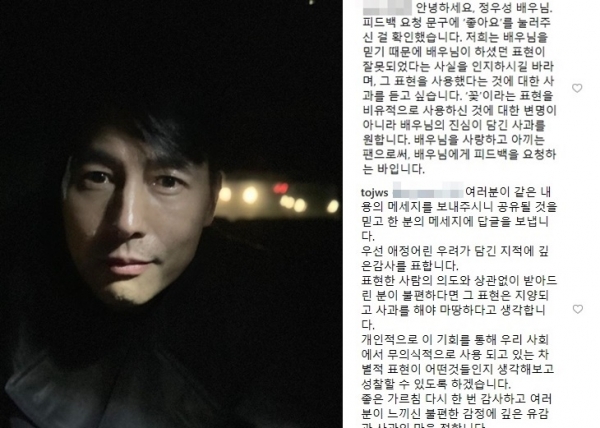 안녕하세요, 정우성 배우님.
피드백 요청 문구에 '좋아요'를 눌러주
신 걸 확인했습니다. 저희는 배우님을
믿기 때문에 배우님이 하셨던 표현이
잘못되었다는 사실을 인지하시길 바라
며, 그 표현을 사용했다는 것에 대한 사
과를 듣고 싶습니다. '꽃'이라는 표현을
비유적으로 사용하신 것에 대한 변명이
아니라 배우님의 진심이 담긴 사과를
원합니다. 배우님을 사랑하고 아끼는
팬으로써, 배우님에게 피드백을 요청하
는 바입니다.
tojws 여러분이 같은 내
용의 메세지를 보내주시니 공유될 것을
믿고 한 분의 메세지에 답글을 보냅니
다.
우선 애정어린 우려가 담긴 지적에 깊
은감사를 표합니다.
표현한 사람의 의도와 상관없이 받아드
린 분이 불편하다면 그 표현은 지양되
고 사과를 해야 마땅하다고 생각합니
다.
개인적으로 이 기회를 통해 우리 사회
에서 무의식적으로 사용 되고 있는 차
별적 표현이 어떤것들인지 생각해보고
성찰할 수 있도록 하겠습니다.
좋은 가르침 다시 한 번 감사하고 여러
분이 느끼신 불편한 감정에 깊은 유감